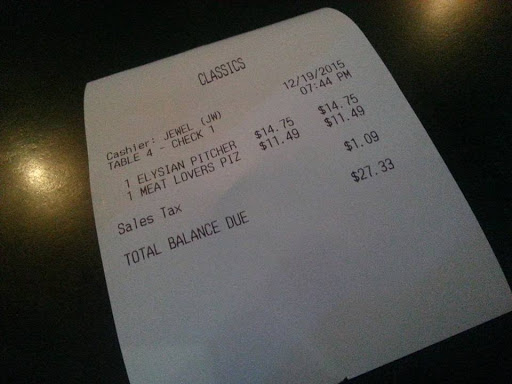 CLASSICS
12/19/2015
Cashier: JEWEL (JW) 07:44 PM
TABLE 4 - CHECK 1
1 ELYSIAN PITCHER $14.75 $14.75
1 MEAT LOVERS PIZ $11.49 $11.49
Sales Tax $1.09
TOTAL BALANCE DUE $27.33